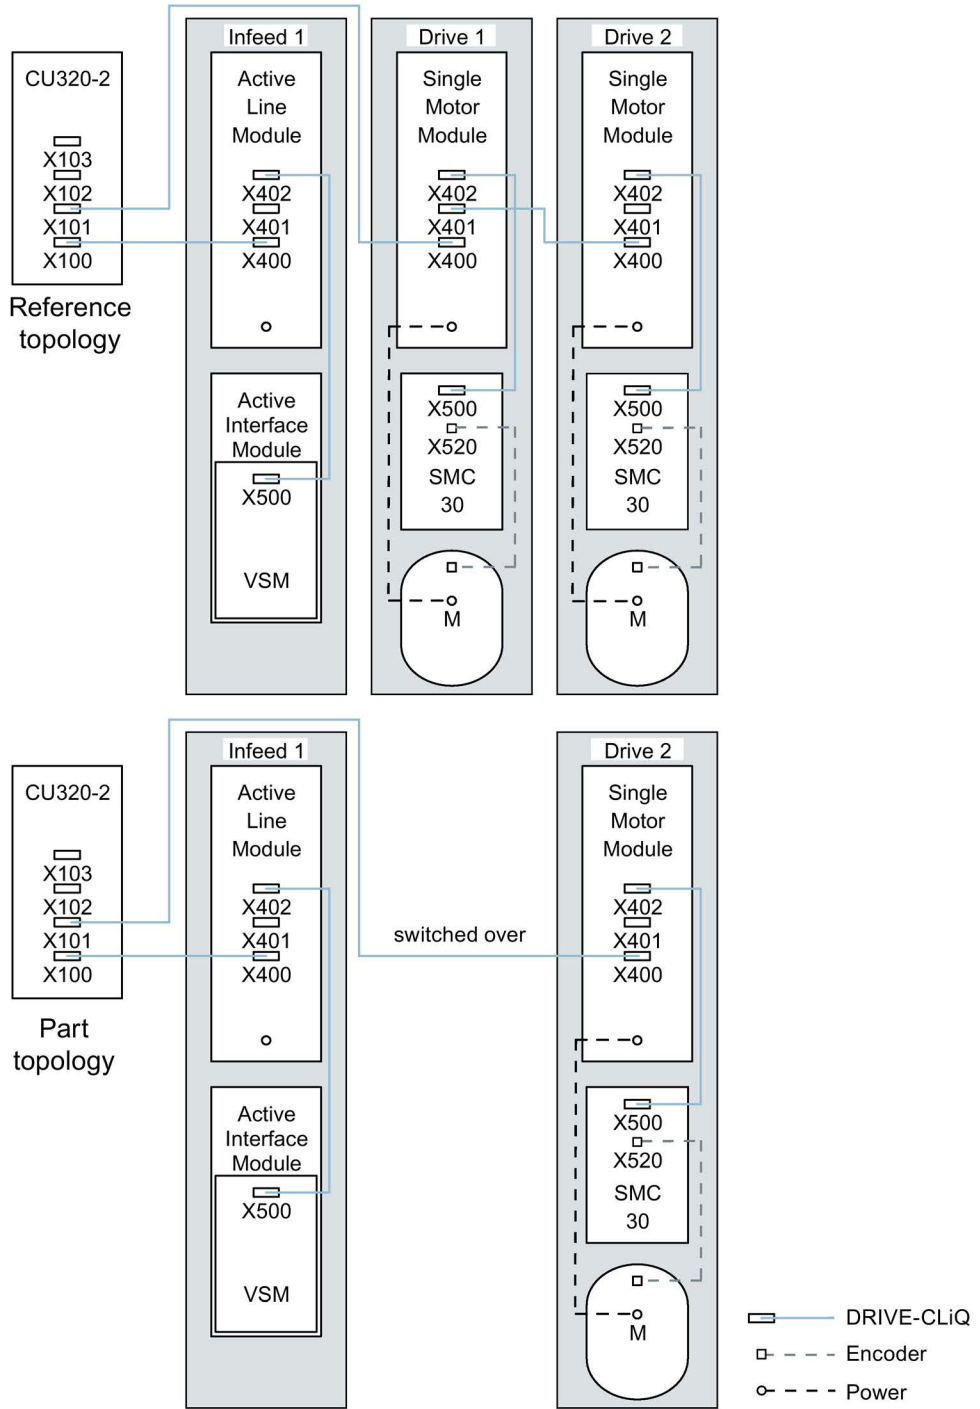 Infeed 1
Drive 1
Drive 2
CU320-2
X103
X102
X101
X100
Reference
topology
Active
Line
Module
X402
X401
X400
Active
Interface
Module
X500
VSM
Single
Motor
Module
X402
X401
X400
X500
X520
SMC
30
M
Single
Motor
Module
X402
X401
X400
X500
X520
SMC
30
M
Infeed 1
Drive 2
CU320-2
X103
X102
X101
X100
Part
topology
Active
Line
Module
X402
X401
X400
Active
Interface
Module
X500
VSM
switched over
Single
Motor
Module
X402
X401
X400
X500
X520
SMC
30
M
DRIVE-CLiQ
Encoder
Power